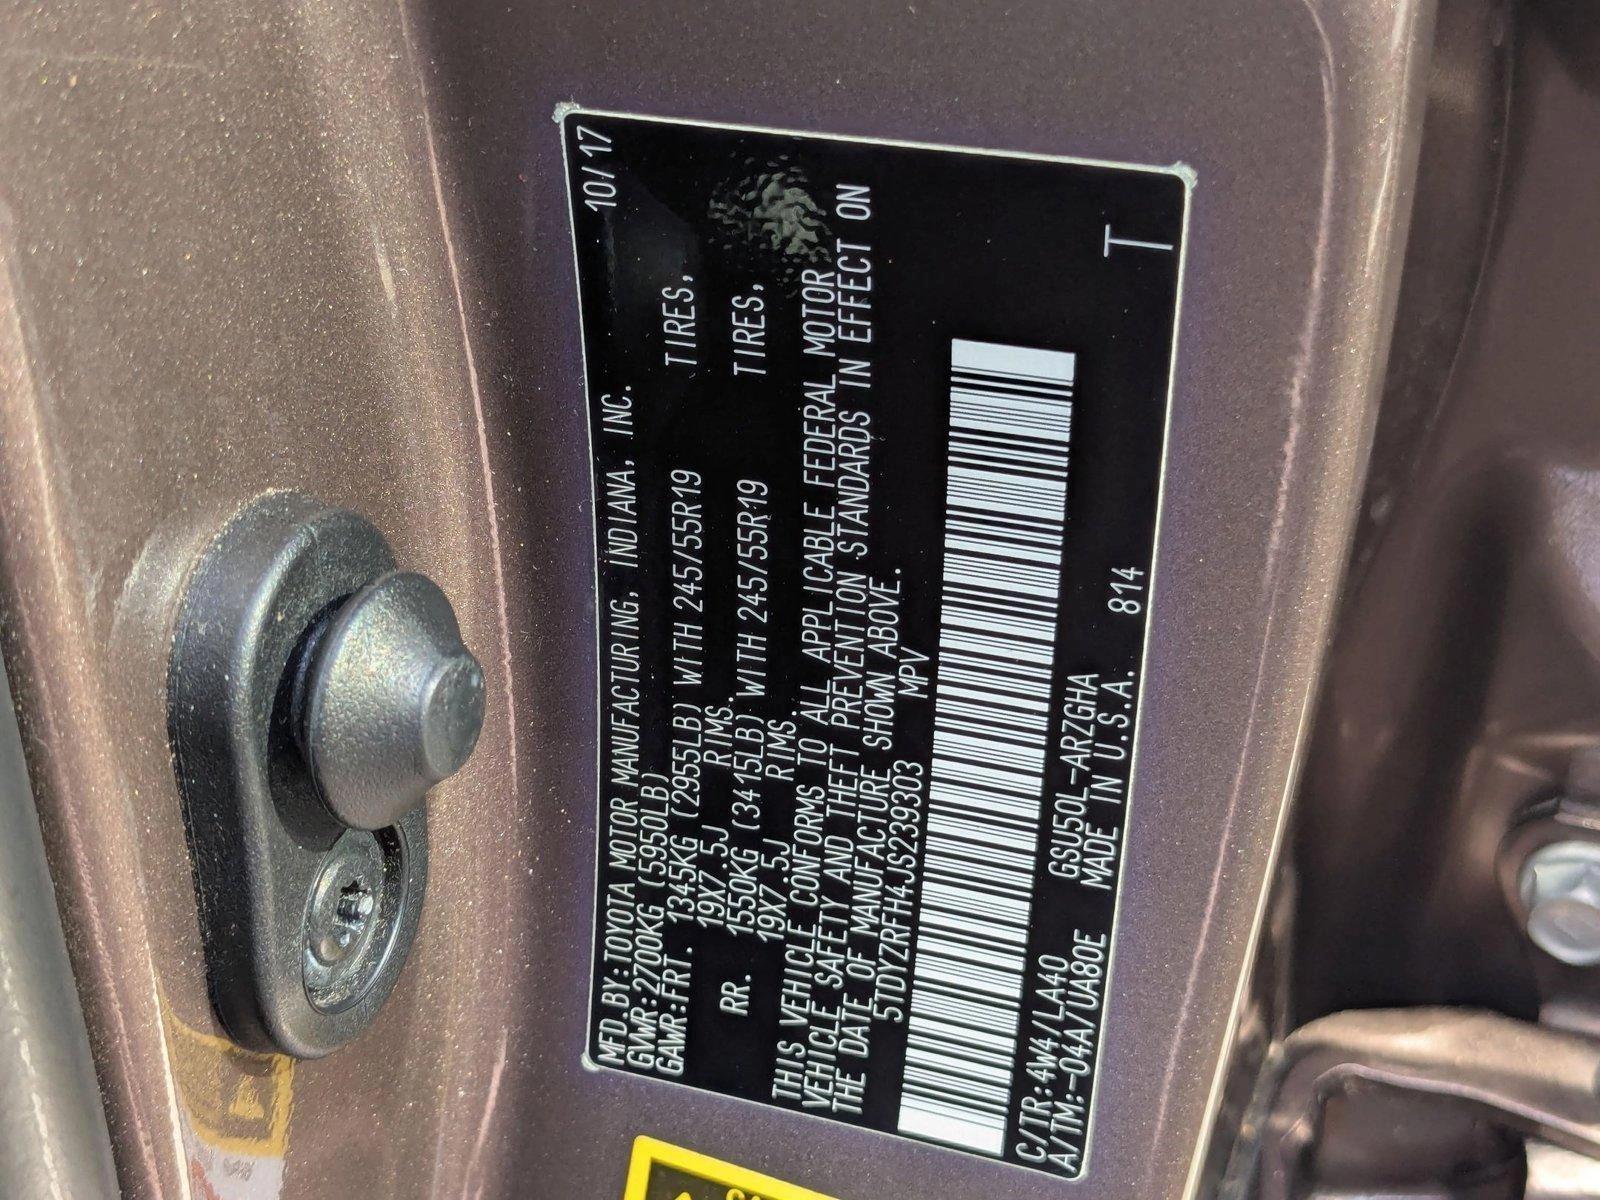 MFD.BY:TOYOTA MOTOR MANUFACTURING, INDIANA, INC. 10/17
GVWR:2700KG (5950LB)
GAWR:FRT. 1345KG (2955LB) WITH 245/55R19 TIRES,
19X7.5J RIMS.
RR. 1550KG (3415LB) WITH 245/55R19 TIRES,
19X7.5J RIMS.
THIS VEHICLE CONFORMS TO ALL APPLICABLE FEDERAL MOTOR
VEHICLE SAFETY AND THEFT PREVENTION STANDARDS IN EFFECT ON
THE DATE OF MANUFACTURE SHOWN ABOVE.
5TDYZRFH4JS239303 MPV
C/TR:4W4/LA40 GSU50L-ARZGHA
A/TM:-04A/UA80E MADE IN U.S.A. 814
T